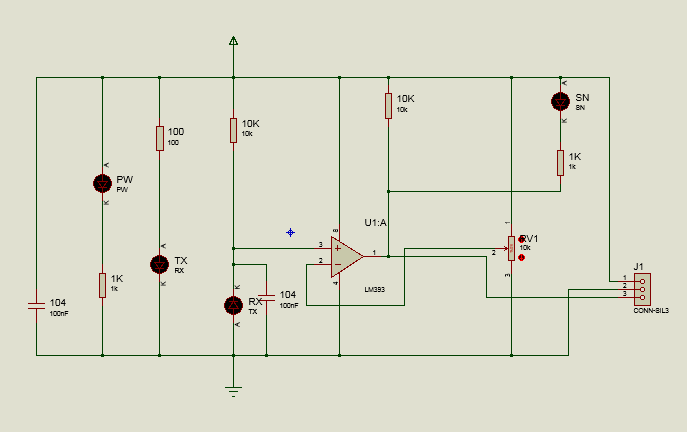 A
SN
SN
K
10K
10k
10K
10k
100
100
1K
1k
A
PW
PW
K
8
U1:A
1
RV1
10k
2
3
3
2
1
4
LM393
A
TX
RX
K
J1
1
2
3
CONN-SIL3
1K
1k
K
RX
TX
A
104
100nF
104
100nF